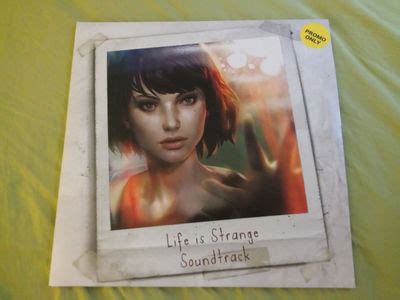 PROMO
ONLY
Life is Strange
Soundtrack